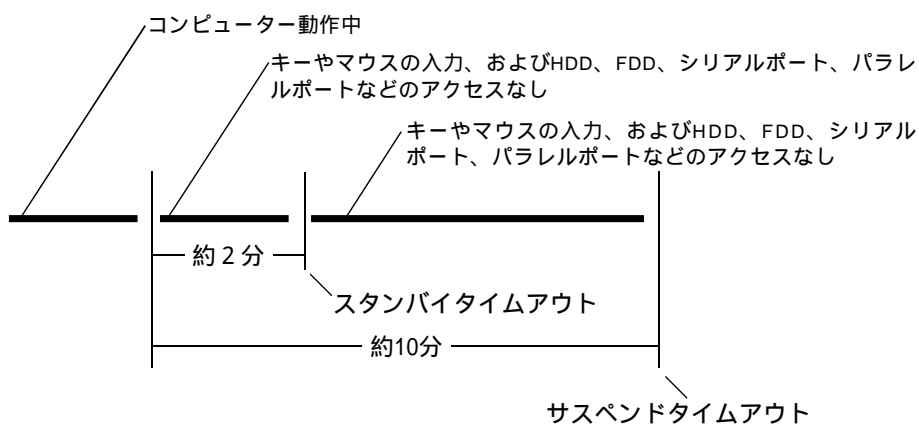 コンピューター動作中
キーやマウスの入力、およびHDD、FDD、シリアルポート、パラレ
ルポートなどのアクセスなし
キーやマウスの入力、およびHDD、FDD、シリアル
ポート、パラレルポートなどのアクセスなし
約２分
スタンバイタイムアウト
約10分
サスペンドタイムアウト